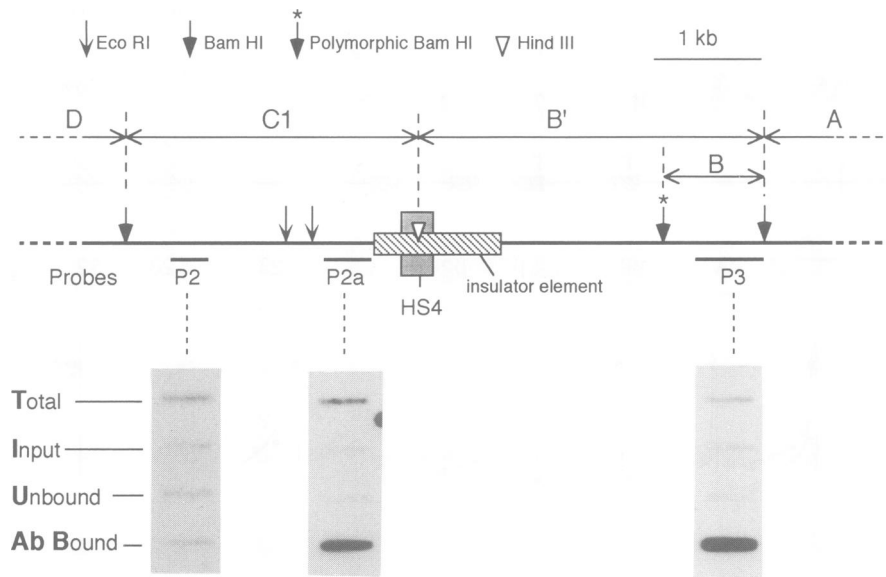 *
Eco RI Bam HI Polymorphic Bam HI Hind III 1 kb
D C1 B' A
B
*
Probes P2 P2a insulator element P3
HS4
Total
Input
Unbound
Ab Bound